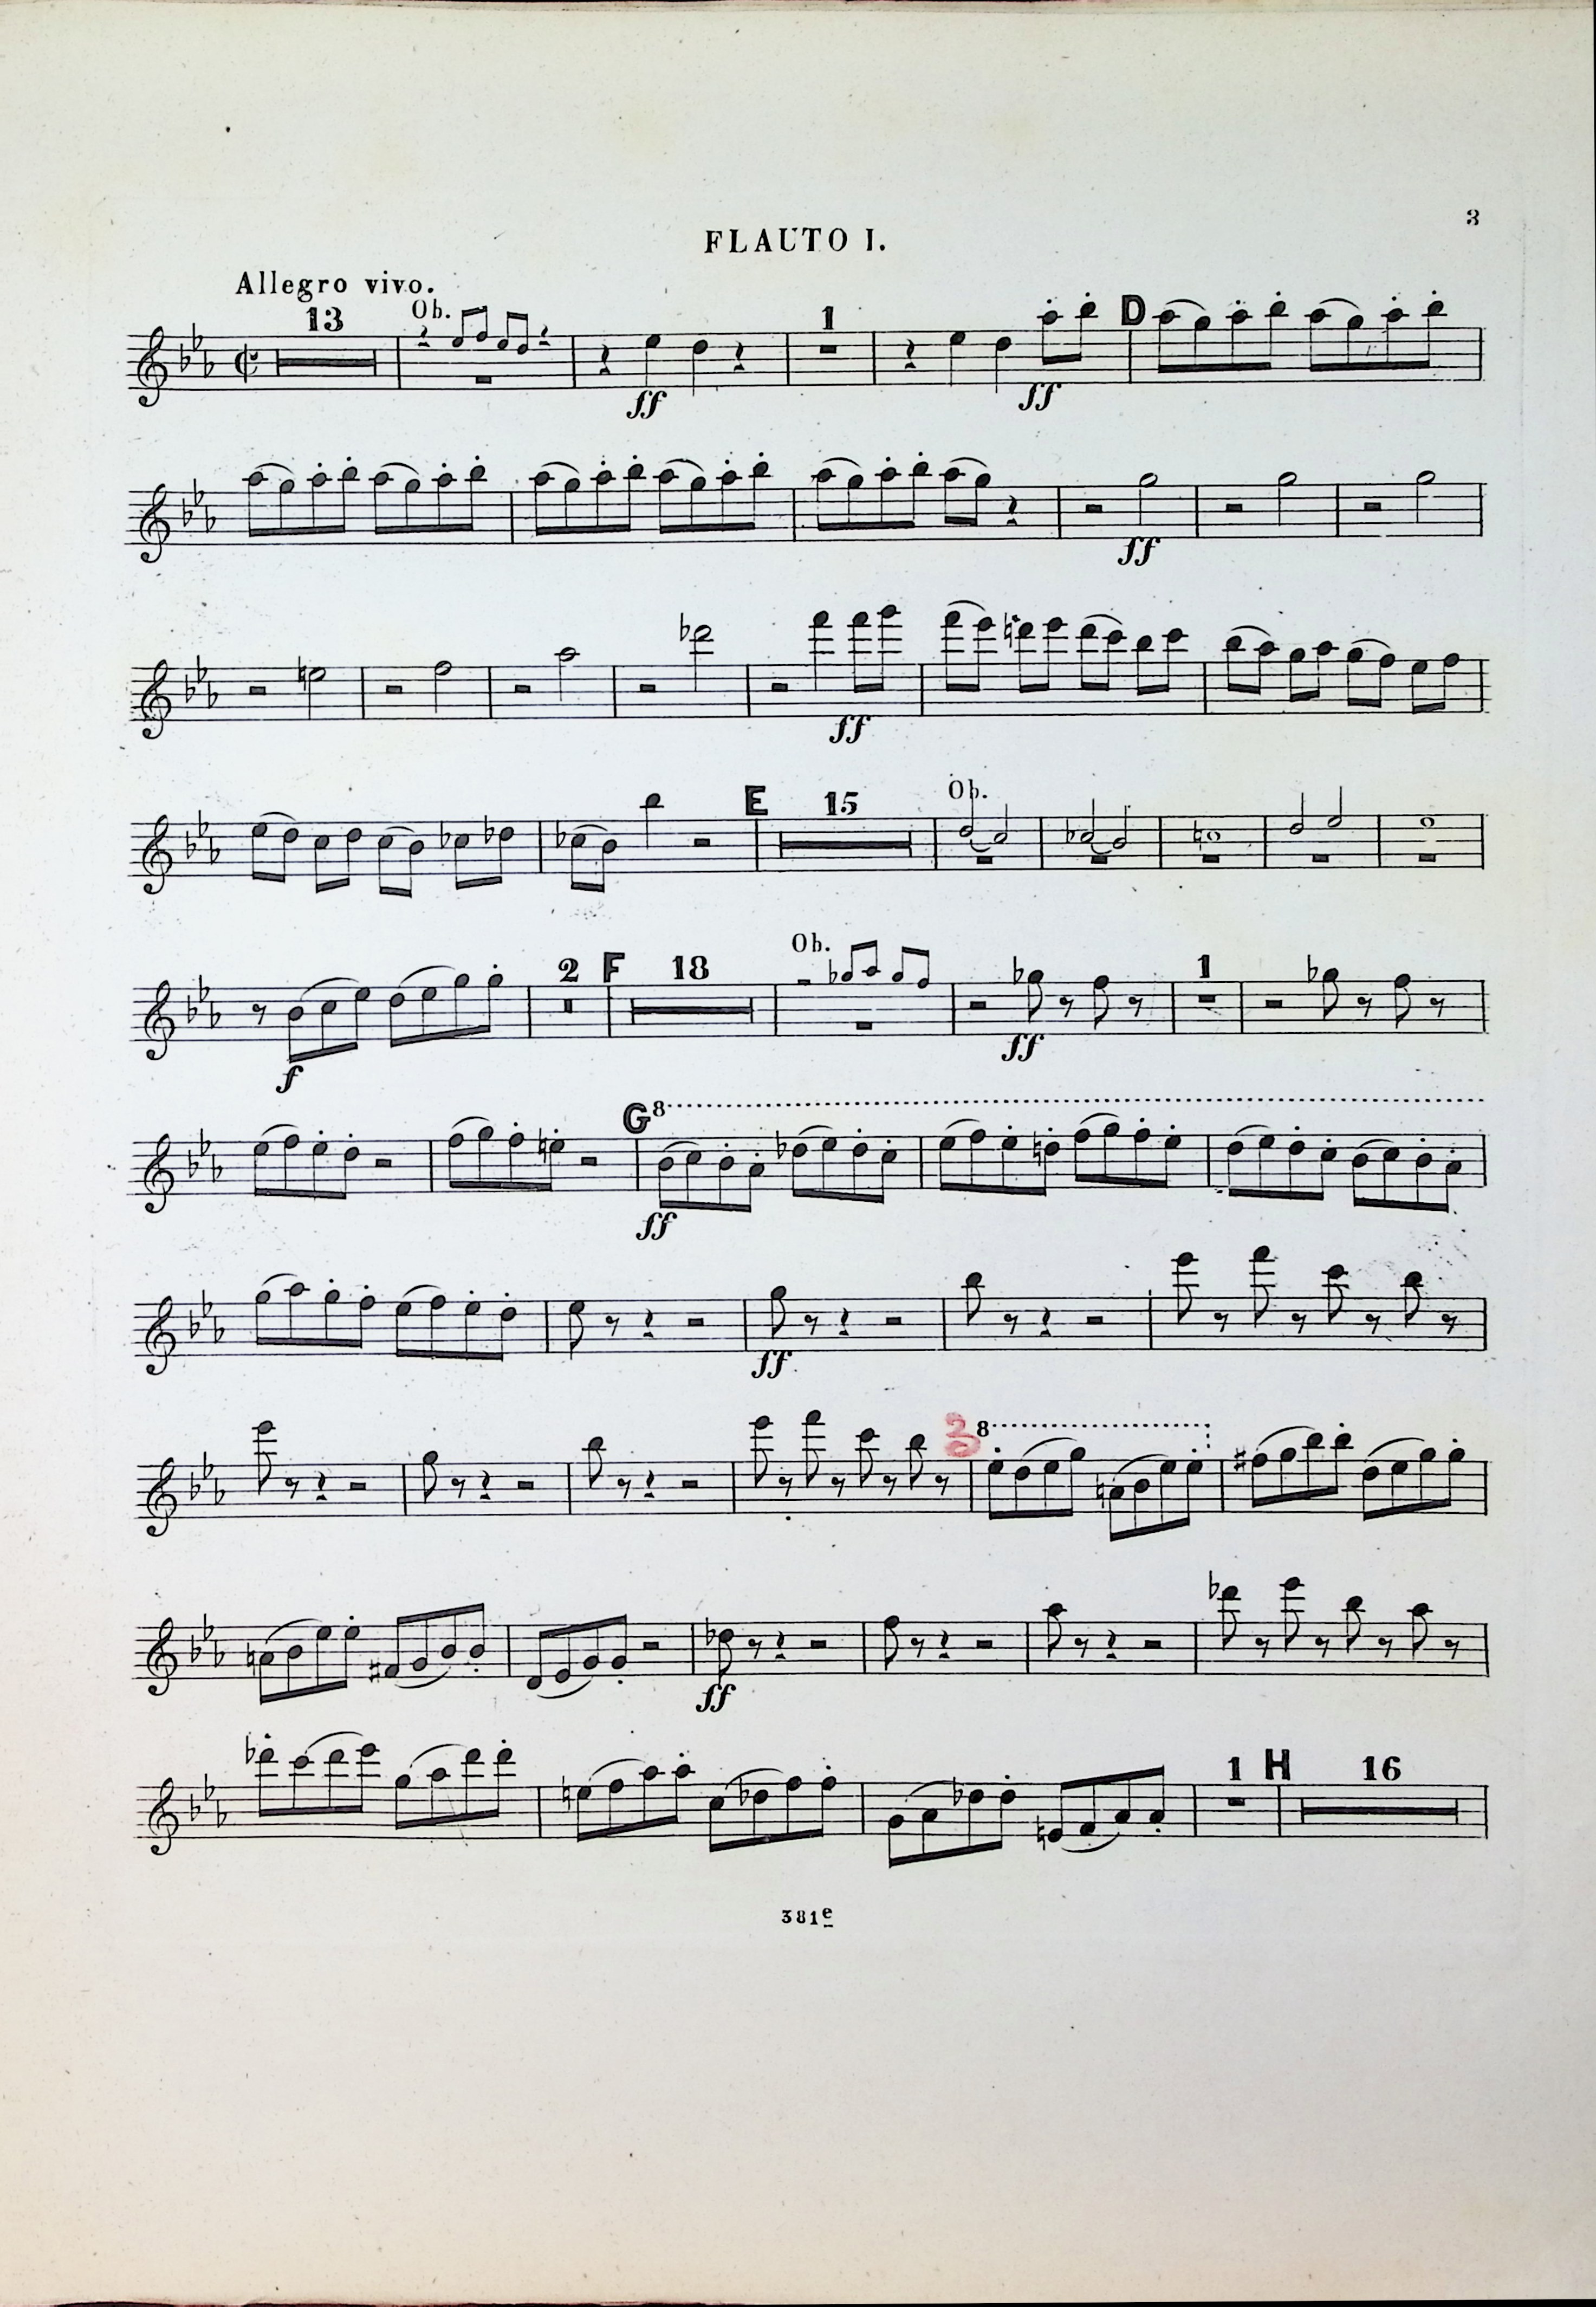 3
FLAUTO I.
Allegro vivo.
13 Ob. 1 D
ff ff
ff
ff
E 15 Ob.
Ob.
2 F 18 1
f ff
G 8
ff
ff
8
ff
1 H 16
381e